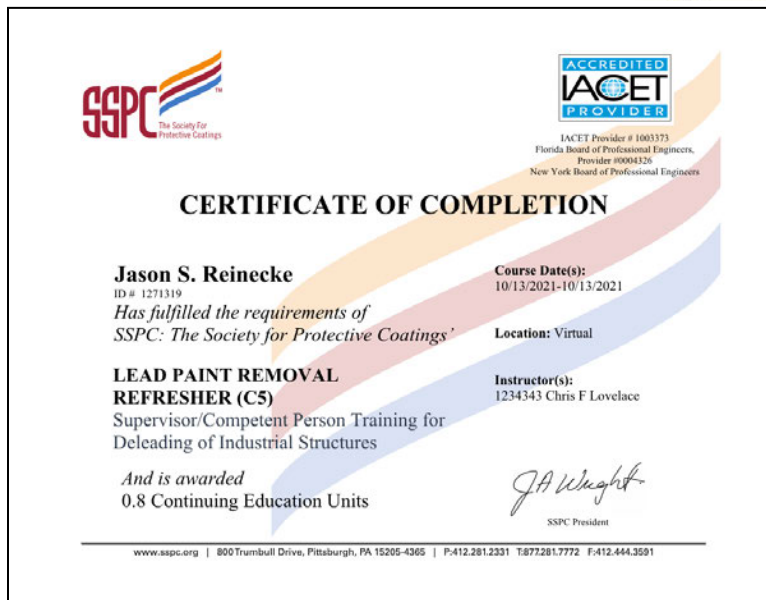 SSPC
TM
The Society For
Protective Coatings
ACCREDITED
IACET
PROVIDER
IACET Provider # 1003373
Florida Board of Professional Engineers,
Provider #0004326
New York Board of Professional Engineers
CERTIFICATE OF COMPLETION
Jason S. Reinecke
ID # 1271319
Has fulfilled the requirements of
SSPC: The Society for Protective Coatings’
LEAD PAINT REMOVAL
REFRESHER (C5)
Supervisor/Competent Person Training for
Deleading of Industrial Structures
And is awarded
0.8 Continuing Education Units
Course Date(s):
10/13/2021-10/13/2021
Location: Virtual
Instructor(s):
1234343 Chris F Lovelace
JA Wright
SSPC President
www.sspc.org | 800 Trumbull Drive, Pittsburgh, PA 15205-4365 | P:412.281.2331 T:877.281.7772 F:412.444.3591